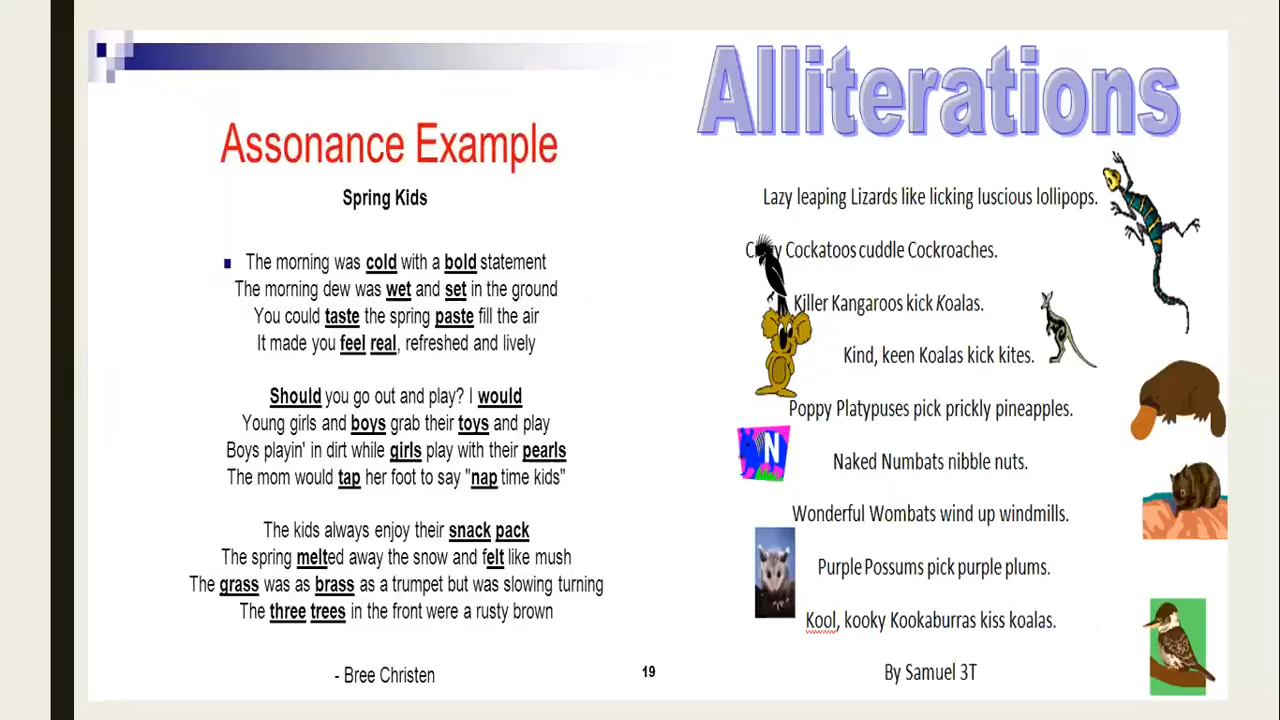 Assonance Example
Spring Kids
The morning was cold with a bold statement
The morning dew was wet and set in the ground
You could taste the spring paste fill the air
It made you feel real, refreshed and lively
Should you go out and play? I would
Young girls and boys grab their toys and play
Boys playin' in dirt while girls play with their pearls
The mom would tap her foot to say "nap time kids"
The kids always enjoy their snack pack
The spring melted away the snow and felt like mush
The grass was as brass as a trumpet but was slowing turning
The three trees in the front were a rusty brown
- Bree Christen
19
Alliterations
Lazy leaping Lizards like licking luscious lollipops.
Cockatoos cuddle Cockroaches.
Killer Kangaroos kick Koalas.
Kind, keen Koalas kick kites.
Poppy Platypuses pick prickly pineapples.
N
Naked Numbats nibble nuts.
Wonderful Wombats wind up windmills.
Purple Possums pick purple plums.
Kool, kooky Kookaburras kiss koalas.
By Samuel 3T